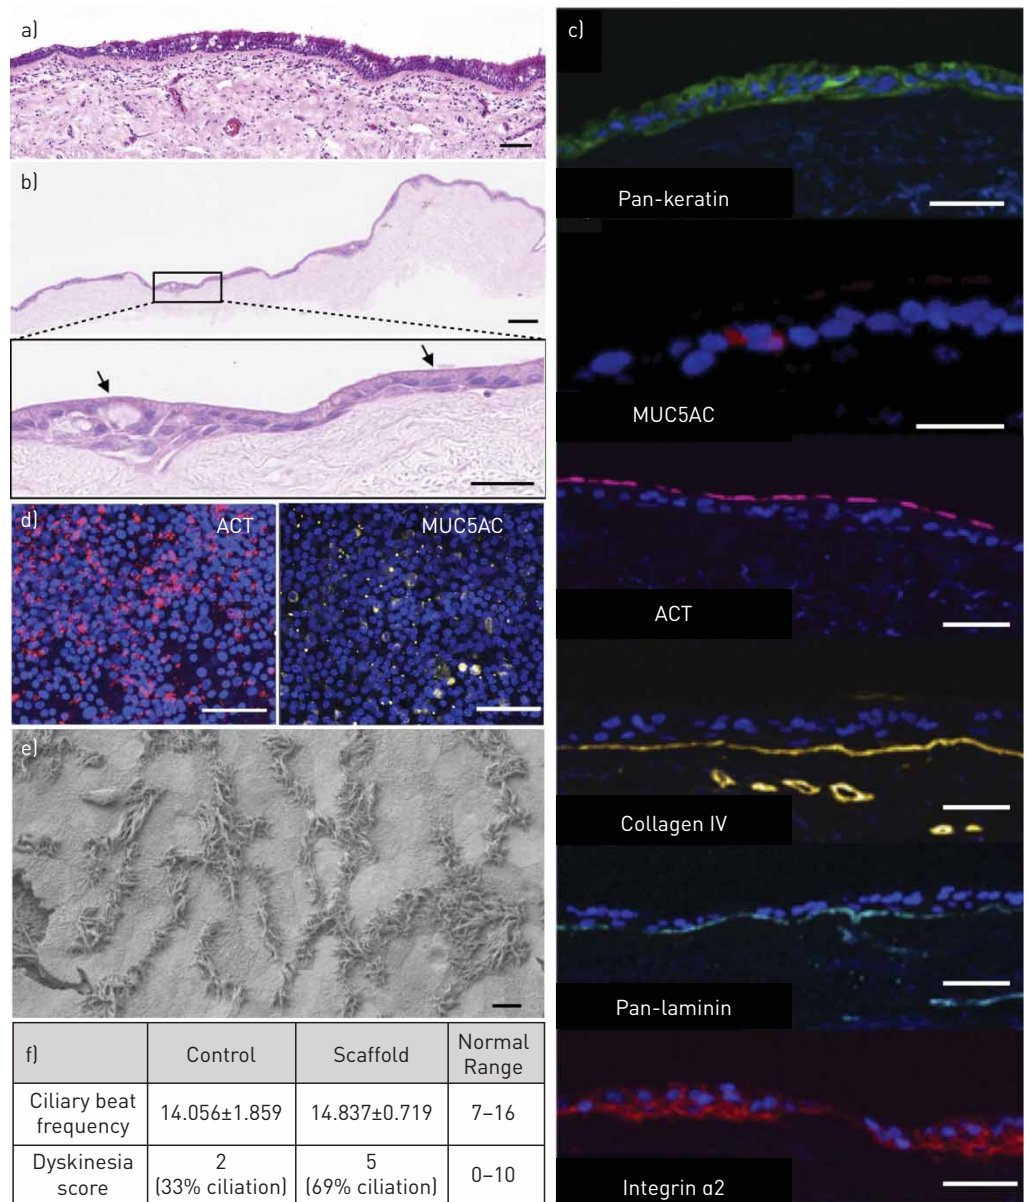 a)
b)
c)
Pan-keratin
MUC5AC
ACT
Collagen IV
Pan-laminin
Integrin α2
d)
ACT
MUC5AC
e)
f)
Control
Scaffold
Normal
Range
Ciliary beat
frequency
14.056±1.859
14.837±0.719
7–16
Dyskinesia
score
2
(33% ciliation)
5
(69% ciliation)
0–10